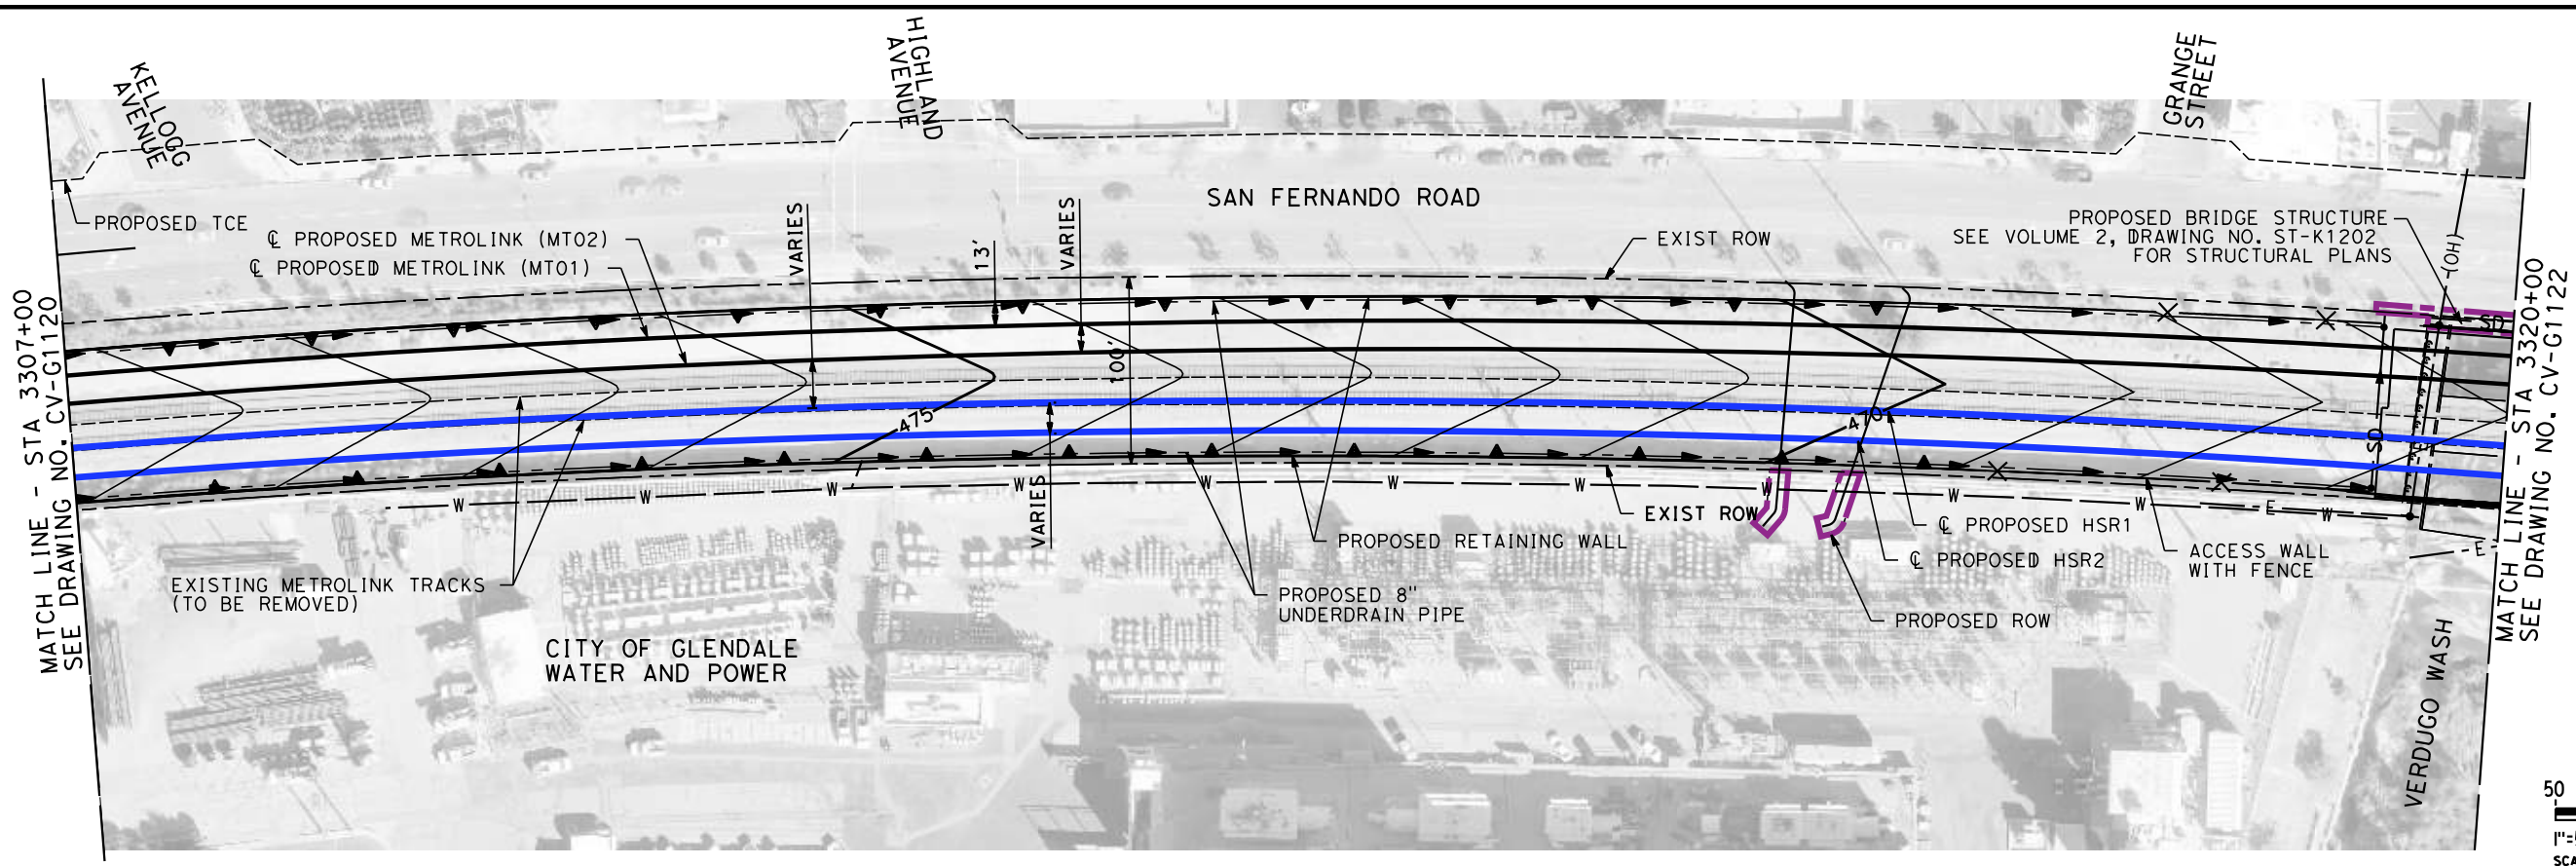 KELLOGG
AVENUE
HIGHLAND
AVENUE
GRANGE
STREET
SAN FERNANDO ROAD
PROPOSED TCE
℄ PROPOSED METROLINK (MT02)
℄ PROPOSED METROLINK (MT01)
VARIES
13'
VARIES
100'
EXIST ROW
PROPOSED BRIDGE STRUCTURE
SEE VOLUME 2, DRAWING NO. ST-K1202
FOR STRUCTURAL PLANS
(OH)
SD
MATCH LINE - STA 3307+00
SEE DRAWING NO. CV-G1120
MATCH LINE - STA 3320+00
SEE DRAWING NO. CV-G1122
475
470
SD
W
W
W
W
W
W
W
W
W
W
E
W
VARIES
EXIST ROW
℄ PROPOSED HSR1
℄ PROPOSED HSR2
PROPOSED RETAINING WALL
ACCESS WALL
WITH FENCE
E
EXISTING METROLINK TRACKS
(TO BE REMOVED)
PROPOSED 8"
UNDERDRAIN PIPE
PROPOSED ROW
CITY OF GLENDALE
WATER AND POWER
VERDUGO WASH
50